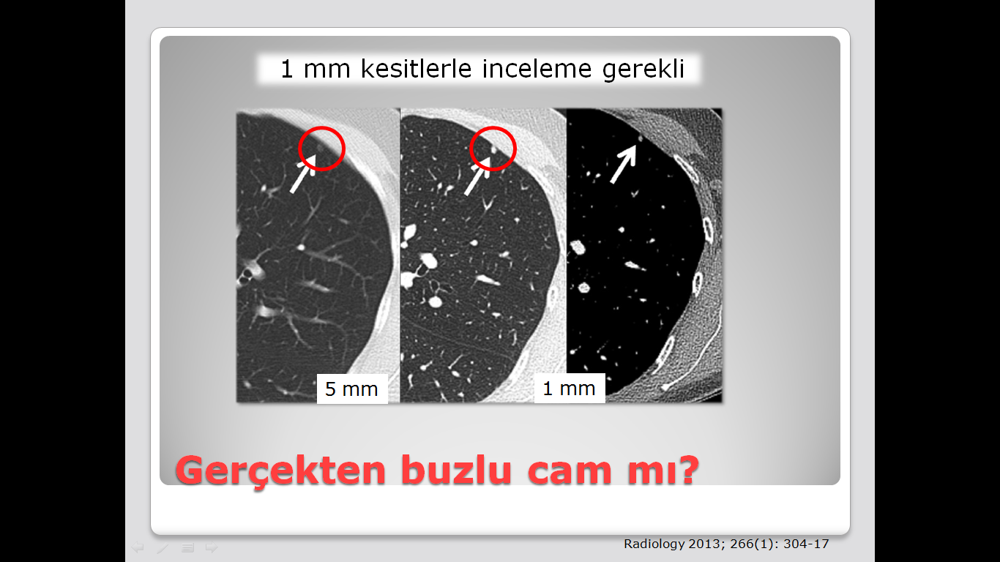 1 mm kesitlerle inceleme gerekli
5 mm
1 mm
Gerçekten buzlu cam mı?
Radiology 2013; 266(1): 304-17